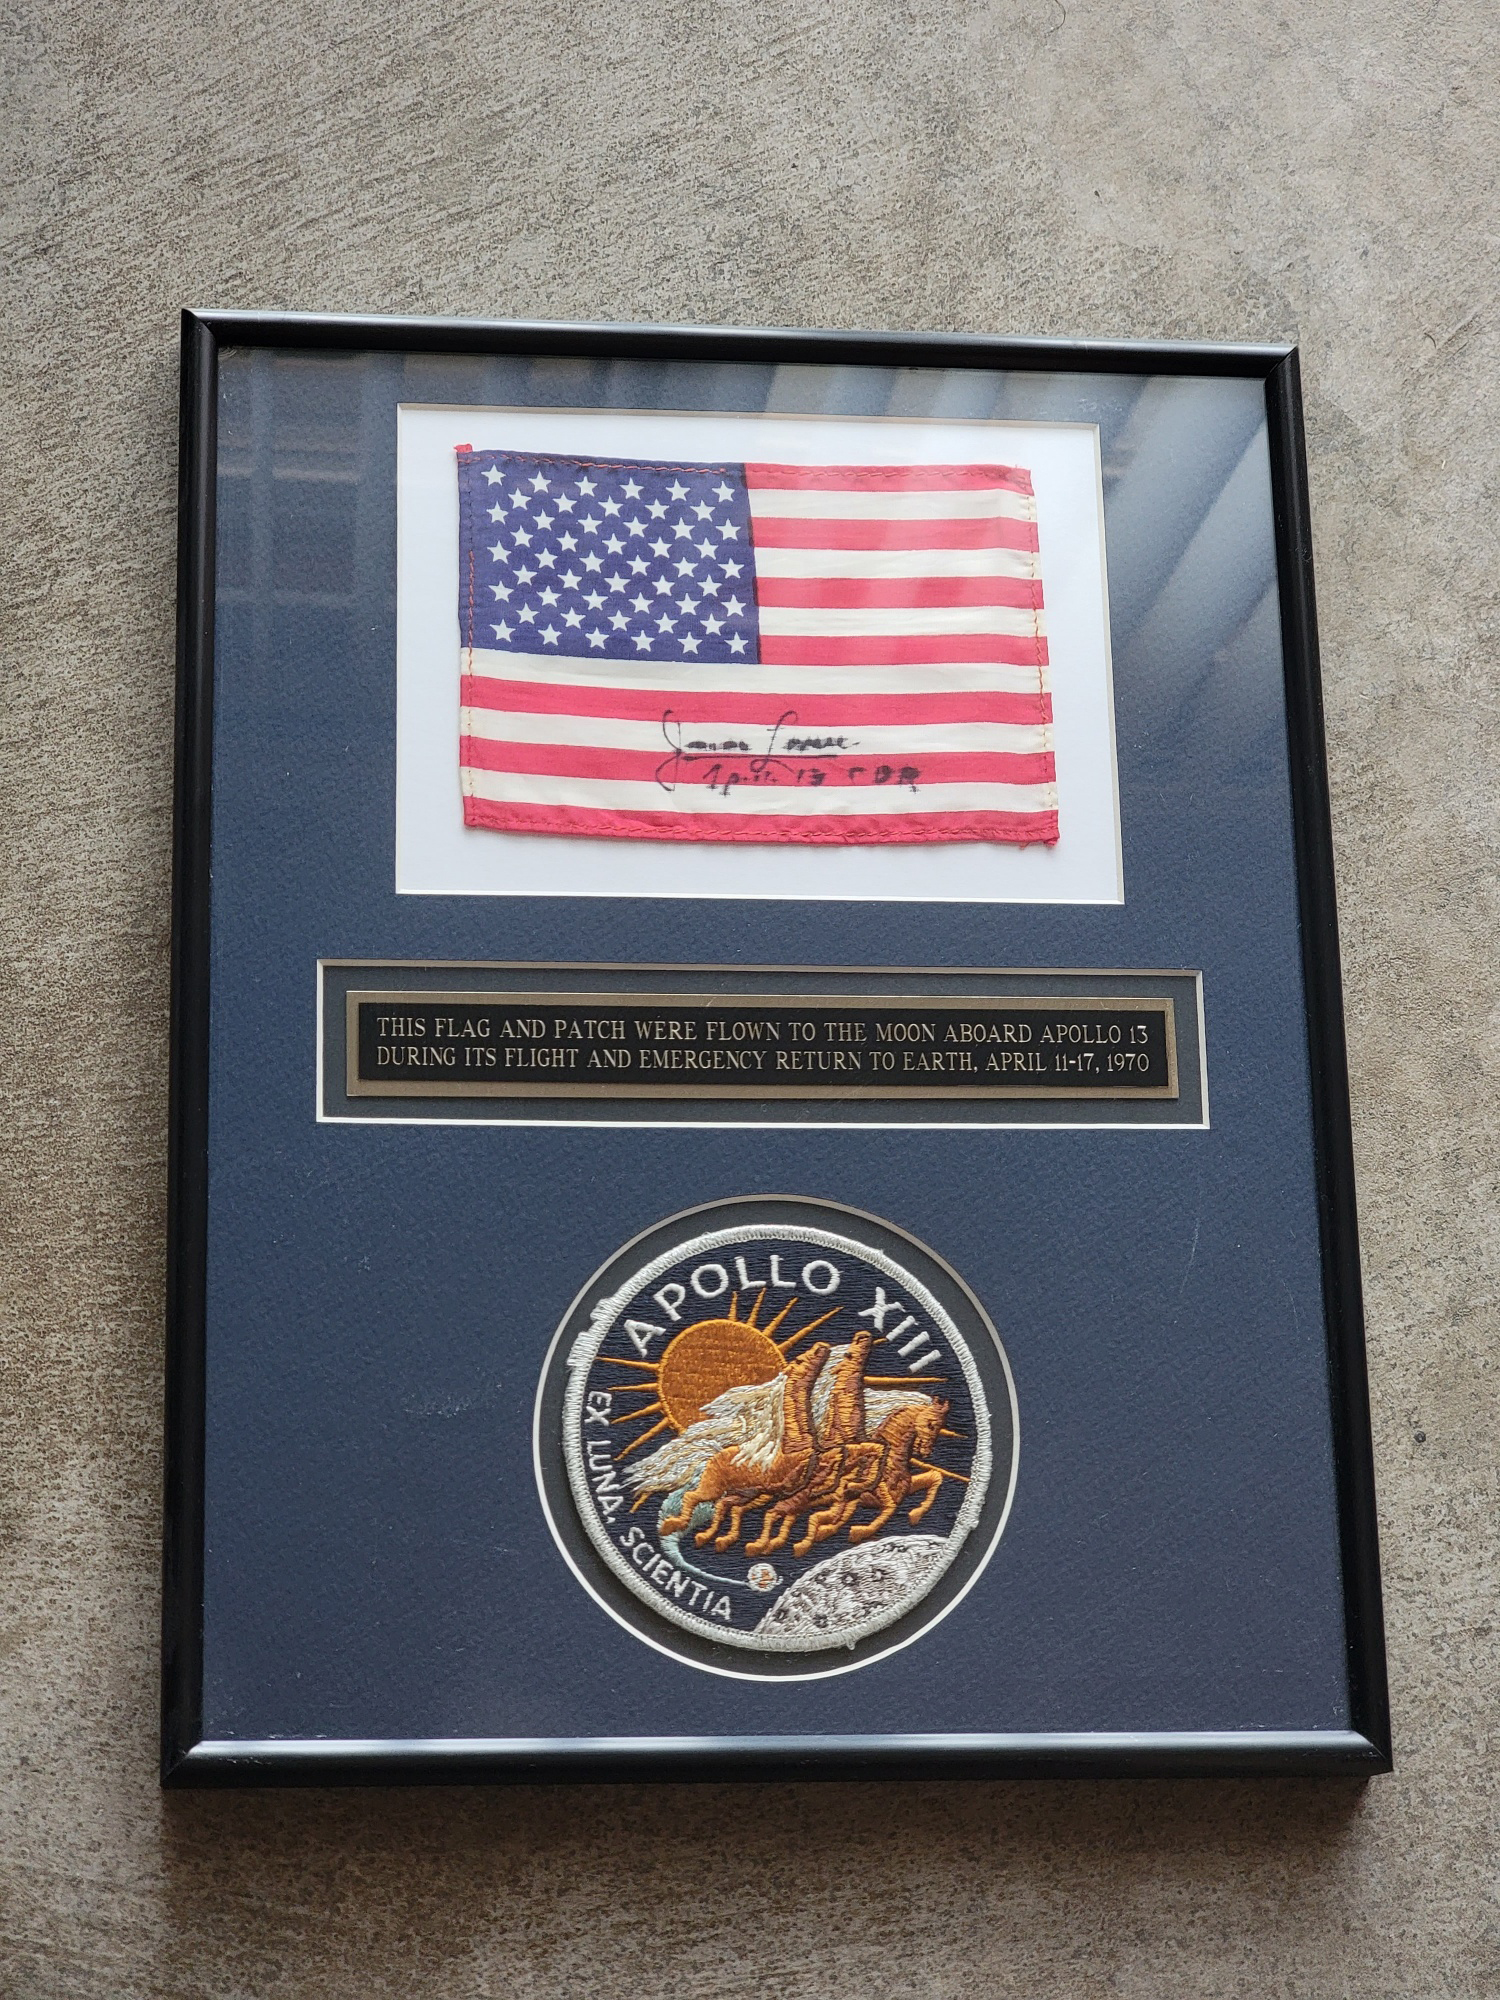 James Lovell
Apollo 13 CDR
THIS FLAG AND PATCH WERE FLOWN TO THE MOON ABOARD APOLLO 13
DURING ITS FLIGHT AND EMERGENCY RETURN TO EARTH, APRIL 11-17, 1970
APOLLO XIII
EX LUNA, SCIENTIA